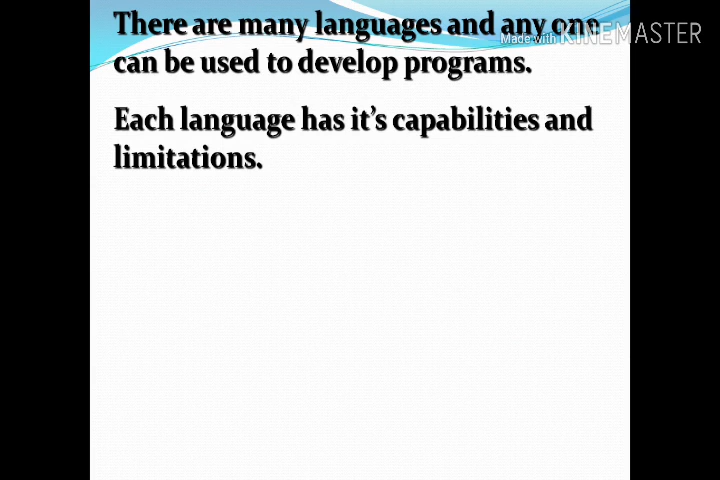 There are many languages and any one
Made with KINEMASTER
can be used to develop programs.
Each language has it's capabilities and
limitations.